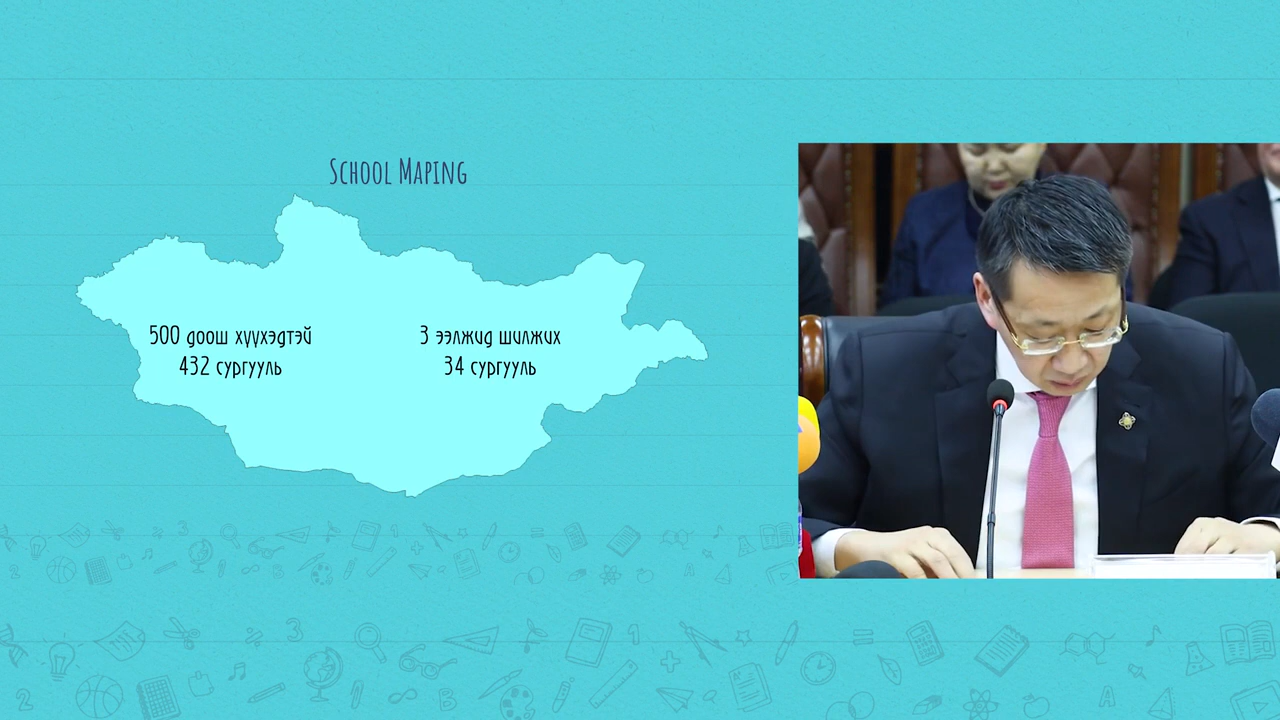 School Maping
500 доош хүүхэдтэй
432 сургууль
3 ээлжид шилжих
34 сургууль